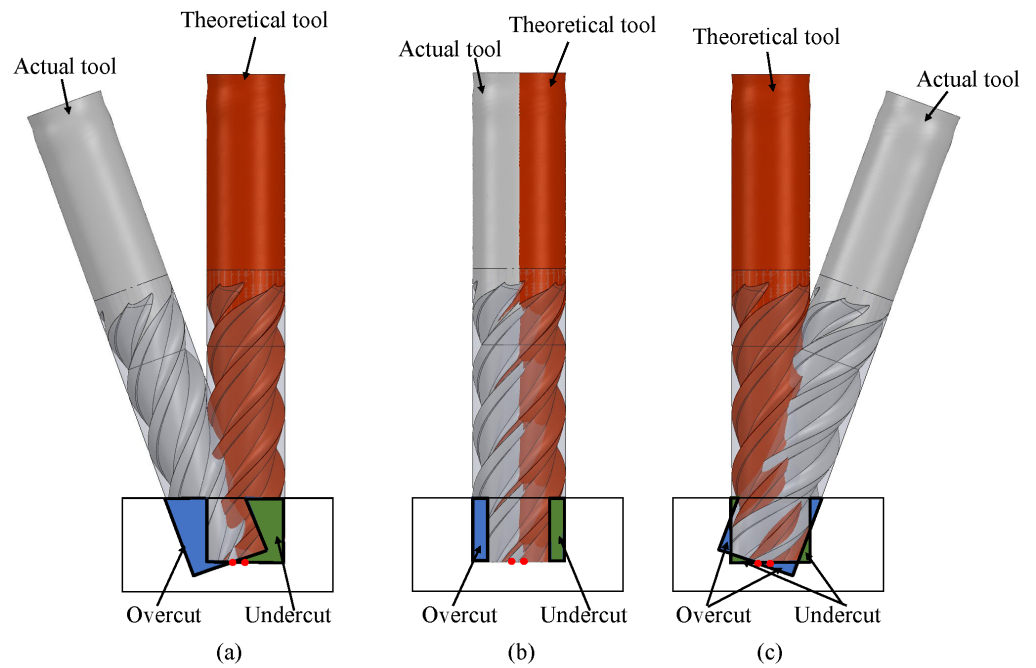 Theoretical tool
Actual tool
Overcut
Undercut
(a)
Theoretical tool
Actual tool
Overcut
Undercut
(b)
Theoretical tool
Actual tool
Overcut
Undercut
(c)